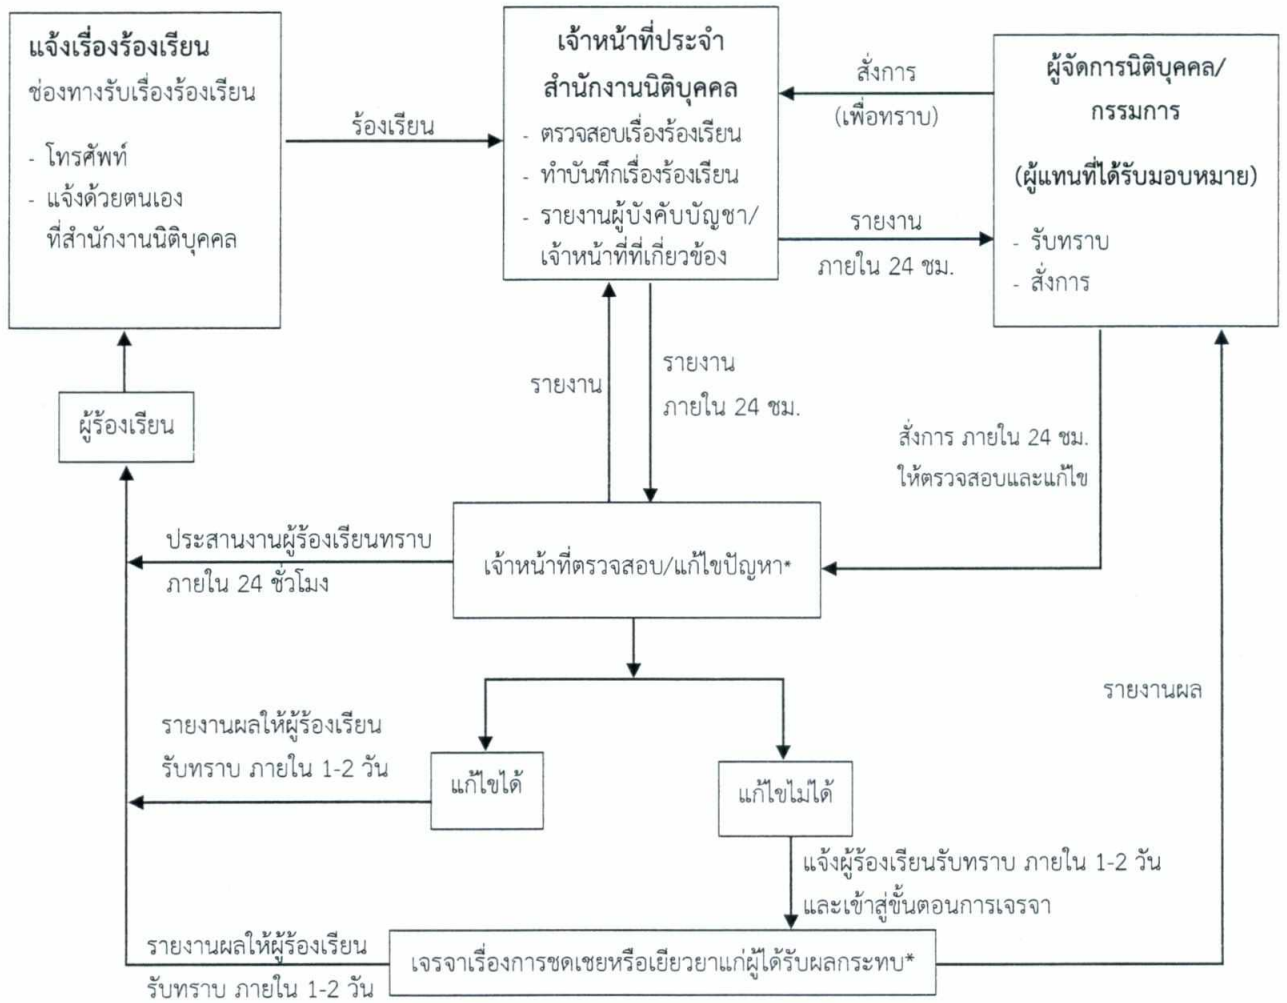 แจ้งเรื่องร้องเรียน
ช่องทางรับเรื่องร้องเรียน
- โทรศัพท์
- แจ้งด้วยตนเอง
ที่สำนักงานนิติบุคคล
ร้องเรียน
เจ้าหน้าที่ประจำ
สำนักงานนิติบุคคล
- ตรวจสอบเรื่องร้องเรียน
- ทำบันทึกเรื่องร้องเรียน
- รายงานผู้บังคับบัญชา/
เจ้าหน้าที่ที่เกี่ยวข้อง
สั่งการ
(เพื่อทราบ)
รายงาน
ภายใน 24 ชม.
ผู้จัดการนิติบุคคล/
กรรมการ
(ผู้แทนที่ได้รับมอบหมาย)
- รับทราบ
- สั่งการ
ผู้ร้องเรียน
รายงาน
รายงาน
ภายใน 24 ชม.
สั่งการ ภายใน 24 ชม.
ให้ตรวจสอบและแก้ไข
ประสานงานผู้ร้องเรียนทราบ
ภายใน 24 ชั่วโมง
เจ้าหน้าที่ตรวจสอบ/แก้ไขปัญหา*
รายงานผล
รายงานผลให้ผู้ร้องเรียน
รับทราบ ภายใน 1-2 วัน
แก้ไขได้
แก้ไขไม่ได้
แจ้งผู้ร้องเรียนรับทราบ ภายใน 1-2 วัน
และเข้าสู่ขั้นตอนการเจรจา
รายงานผลให้ผู้ร้องเรียน
รับทราบ ภายใน 1-2 วัน
เจรจาเรื่องการชดเชยหรือเยียวยาแก่ผู้ได้รับผลกระทบ*